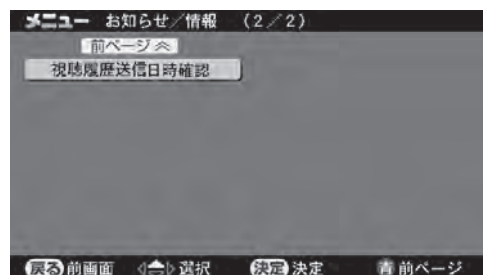 メニュー お知らせ／情報 （2／2）
前ページ
視聴履歴送信日時確認
戻る 前画面 選択 決定 決定 青 前ページ